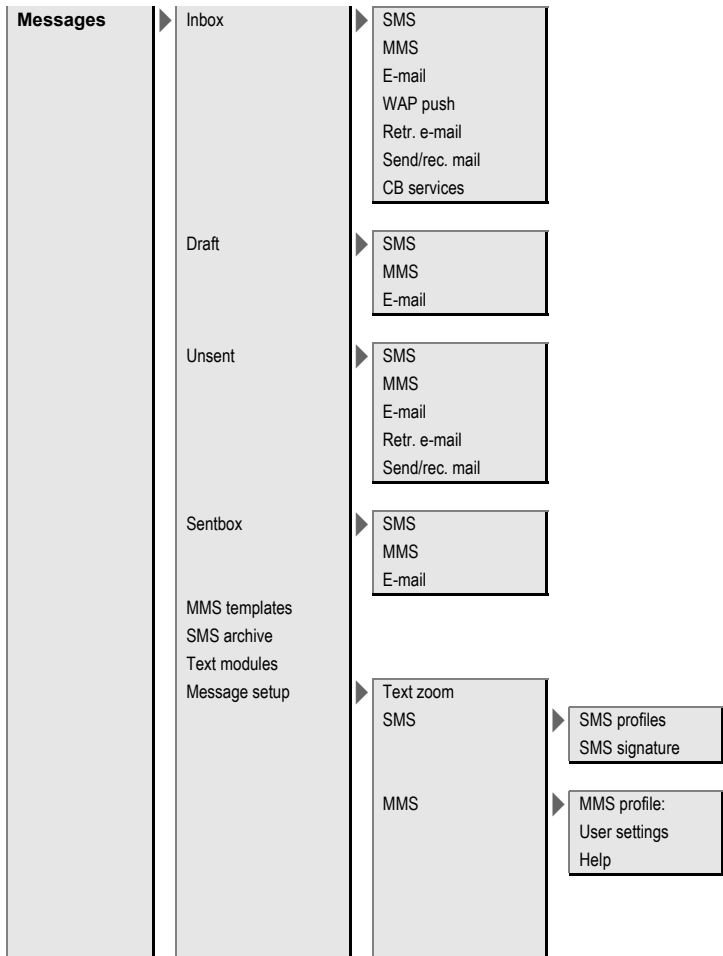 Messages
Inbox
SMS
MMS
E-mail
WAP push
Retr. e-mail
Send/rec. mail
CB services
Draft
SMS
MMS
E-mail
Unsent
SMS
MMS
E-mail
Retr. e-mail
Send/rec. mail
Sentbox
SMS
MMS
E-mail
MMS templates
SMS archive
Text modules
Message setup
Text zoom
SMS
SMS profiles
SMS signature
MMS
MMS profile:
User settings
Help